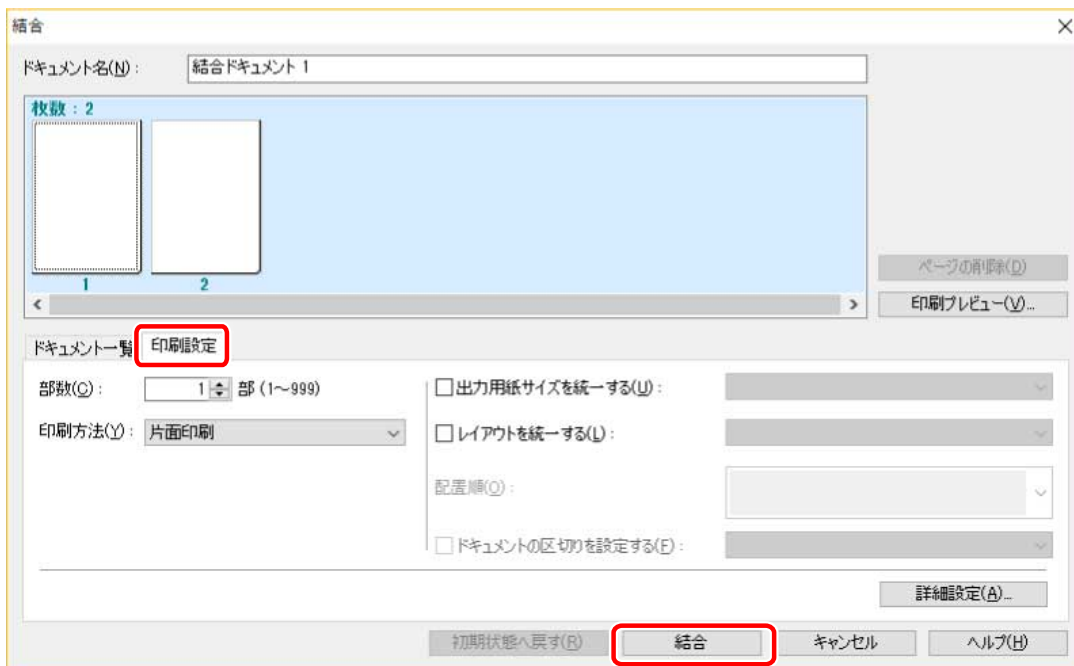 結合
ドキュメント名(N): 結合ドキュメント 1
枚数 : 2
1 2
ページの削除(D)
印刷プレビュー(V)...
ドキュメント一覧 印刷設定
部数(C): 1 部 (1～999)
出力用紙サイズを統一する(U):
印刷方法(Y): 片面印刷
レイアウトを統一する(L):
配置順(O):
ドキュメントの区切りを設定する(F):
詳細設定(A)...
初期状態へ戻す(R) 結合 キャンセル ヘルプ(H)